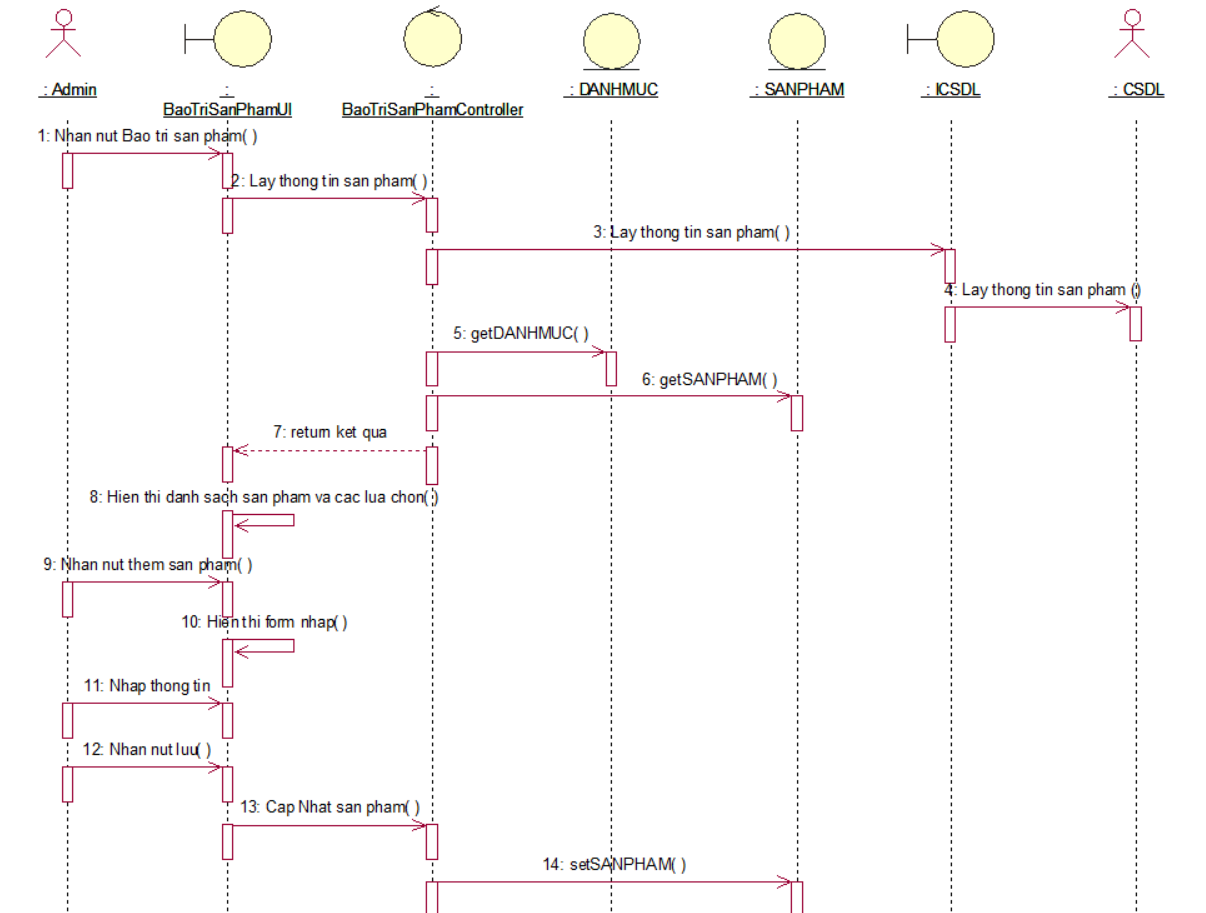 : Admin
:
BaoTriSanPhamUI
:
BaoTriSanPhamController
: DANHMUC
: SANPHAM
: ICSDL
: CSDL
1: Nhan nut Bao tri san pham( )
2: Lay thong tin san pham( )
3: Lay thong tin san pham( )
4: Lay thong tin san pham ()
5: getDANHMUC( )
6: getSANPHAM( )
7: return ket qua
8: Hien thi danh sach san pham va cac lua chon( )
9: Nhan nut them san pham( )
10: Hien thi form nhap( )
11: Nhap thong tin
12: Nhan nut luu( )
13: Cap Nhat san pham( )
14: setSANPHAM( )